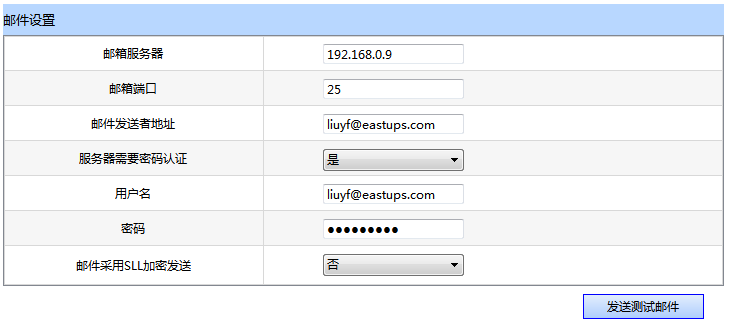 邮件设置
邮箱服务器 192.168.0.9
邮箱端口 25
邮件发送者地址 liuyf@eastups.com
服务器需要密码认证 是
用户名 liuyf@eastups.com
密码 ●●●●●●●●●
邮件采用SLL加密发送 否
发送测试邮件